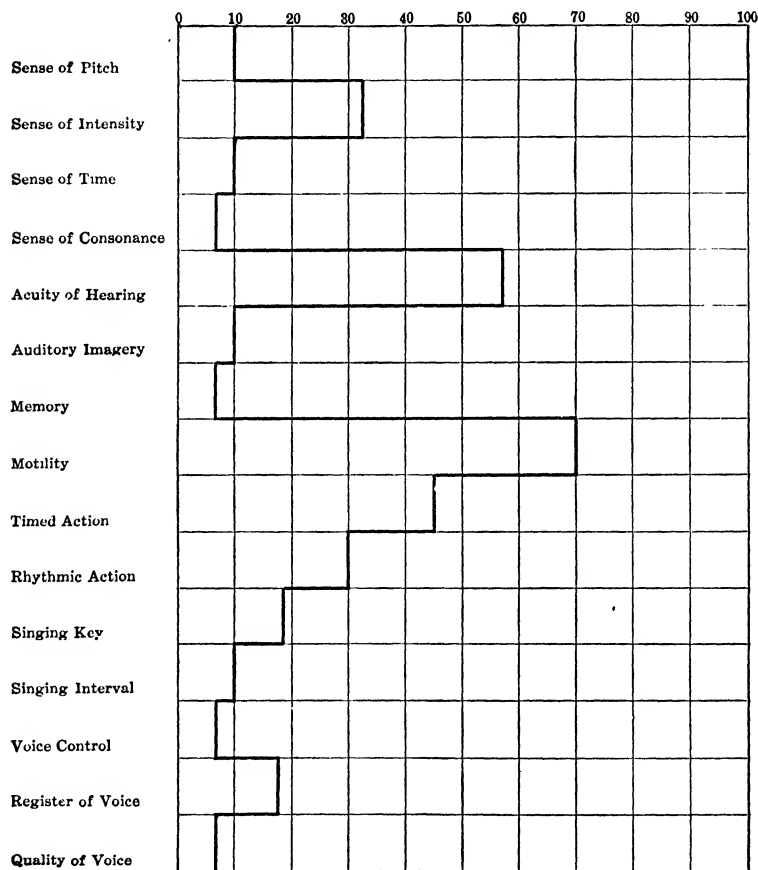 0 10 20 30 40 50 60 70 80 90 100
Sense of Pitch
Sense of Intensity
Sense of Time
Sense of Consonance
Acuity of Hearing
Auditory Imagery
Memory
Motility
Timed Action
Rhythmic Action
Singing Key
Singing Interval
Voice Control
Register of Voice
Quality of Voice